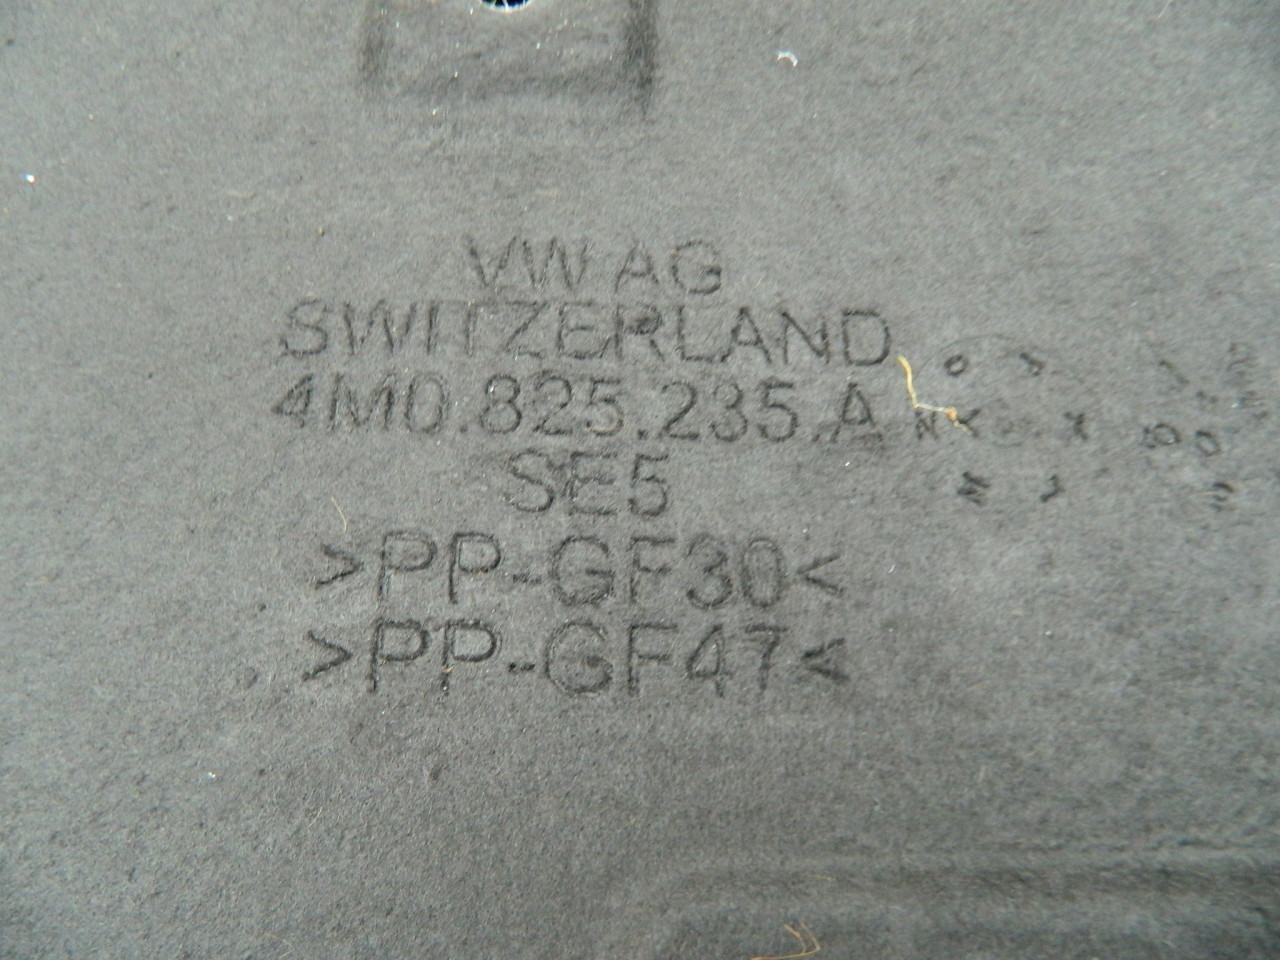 VW AG
SWITZERLAND
4M0.825.235.A
SE5
>PP-GF30<
>PP-GF47<